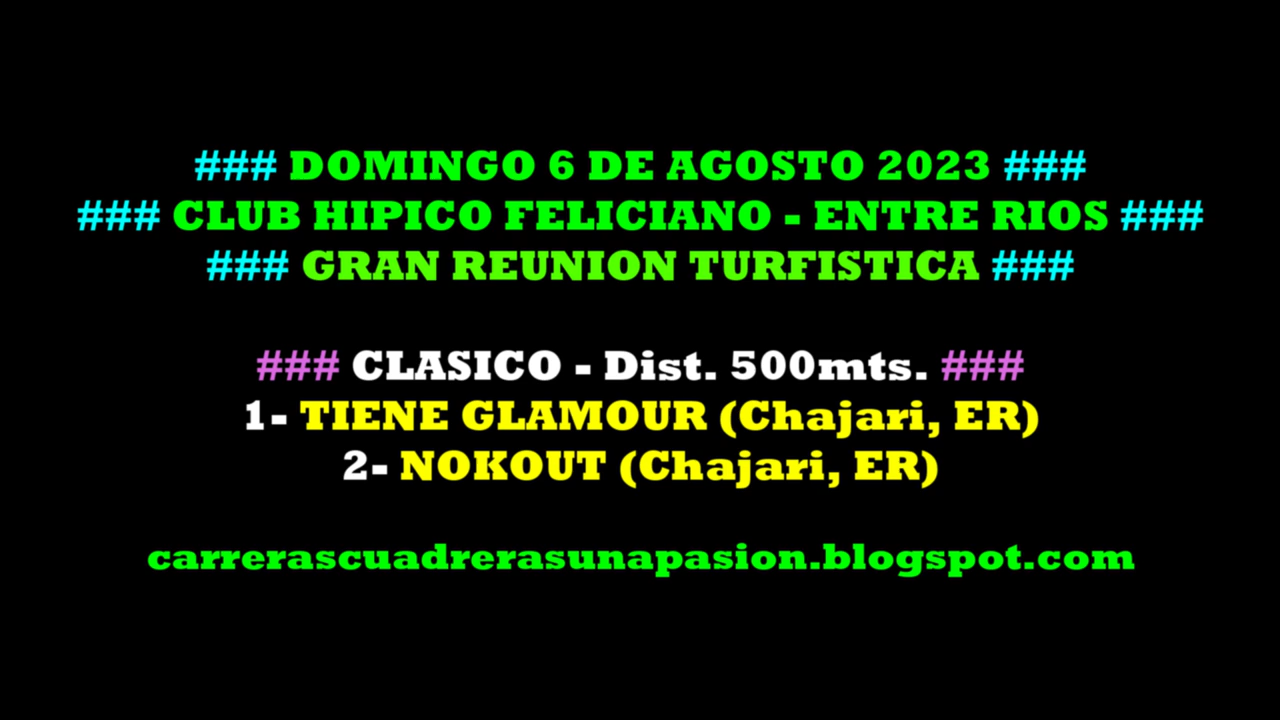 ### DOMINGO 6 DE AGOSTO 2023 ###
### CLUB HIPICO FELICIANO - ENTRE RIOS ###
### GRAN REUNION TURFISTICA ###
### CLASICO - Dist. 500mts. ###
1- TIENE GLAMOUR (Chajari, ER)
2- NOKOUT (Chajari, ER)
carrerascuadrerasunapasion.blogspot.com